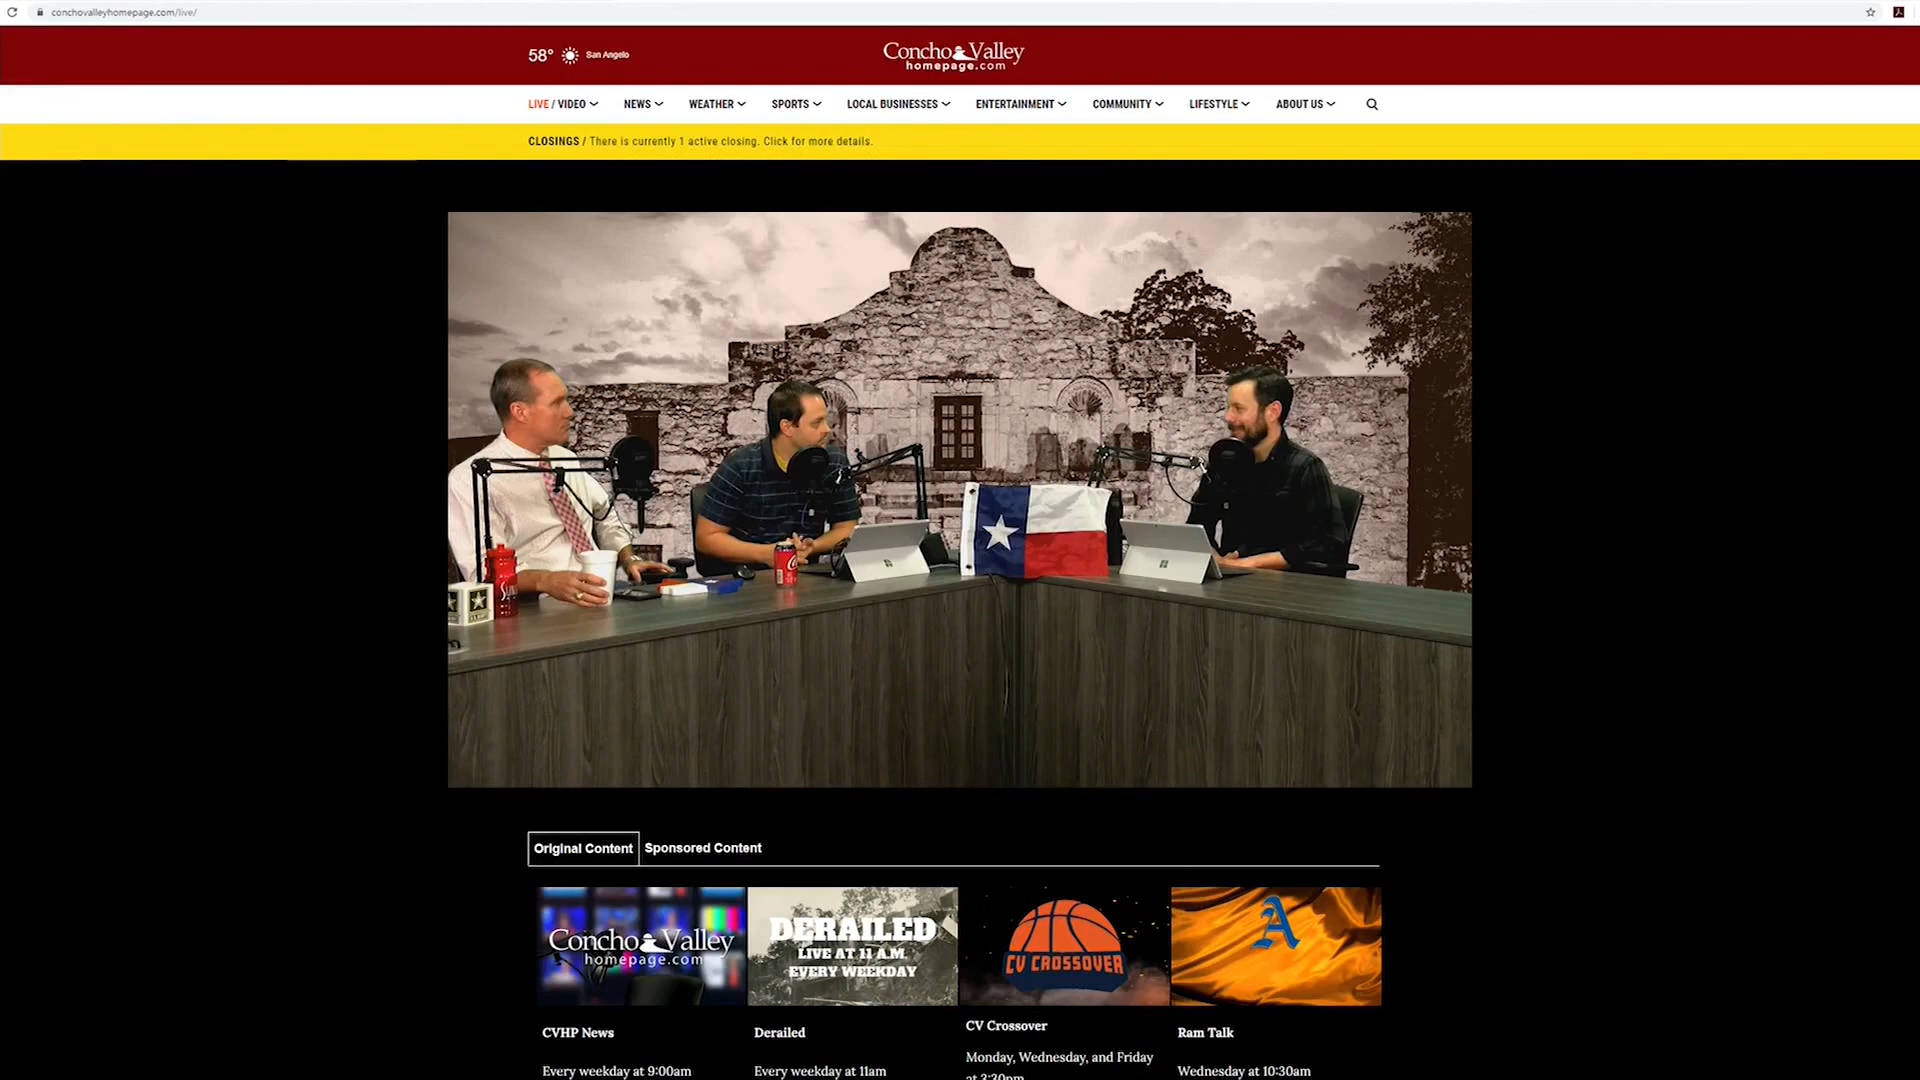 conchovalleyhomepage.com/live/
58° San Angelo
Concho Valley
homepage.com
LIVE / VIDEO NEWS WEATHER SPORTS LOCAL BUSINESSES ENTERTAINMENT COMMUNITY LIFESTYLE ABOUT US
CLOSINGS / There is currently 1 active closing. Click for more details.
Original Content Sponsored Content
Concho Valley
homepage.com
DERAILED
LIVE AT 11 A.M.
EVERY WEEKDAY
CV CROSSOVER
A
CVHP News
Derailed
CV Crossover
Ram Talk
Every weekday at 9:00am
Every weekday at 11am
Monday, Wednesday, and Friday
at 3:30pm
Wednesday at 10:30am